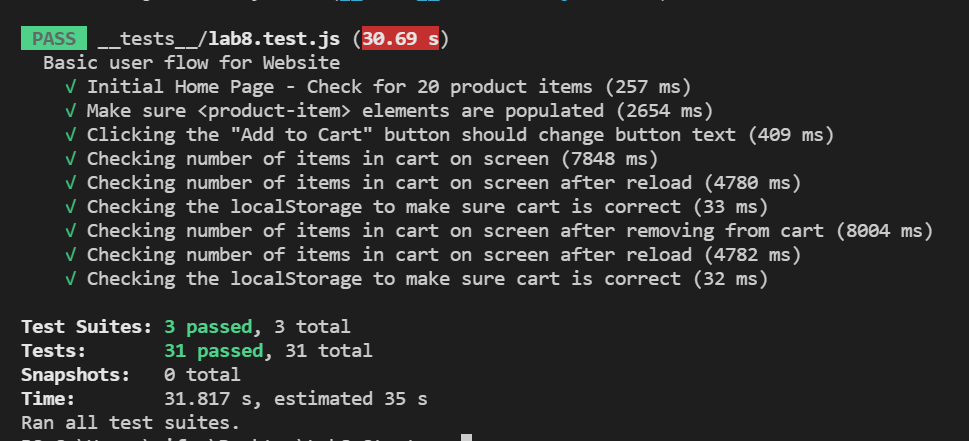 PASS __tests__/lab8.test.js (30.69 s)
Basic user flow for Website
√ Initial Home Page - Check for 20 product items (257 ms)
√ Make sure <product-item> elements are populated (2654 ms)
√ Clicking the "Add to Cart" button should change button text (409 ms)
√ Checking number of items in cart on screen (7848 ms)
√ Checking number of items in cart on screen after reload (4780 ms)
√ Checking the localStorage to make sure cart is correct (33 ms)
√ Checking number of items in cart on screen after removing from cart (8004 ms)
√ Checking number of items in cart on screen after reload (4782 ms)
√ Checking the localStorage to make sure cart is correct (32 ms)
Test Suites: 3 passed, 3 total
Tests: 31 passed, 31 total
Snapshots: 0 total
Time: 31.817 s, estimated 35 s
Ran all test suites.